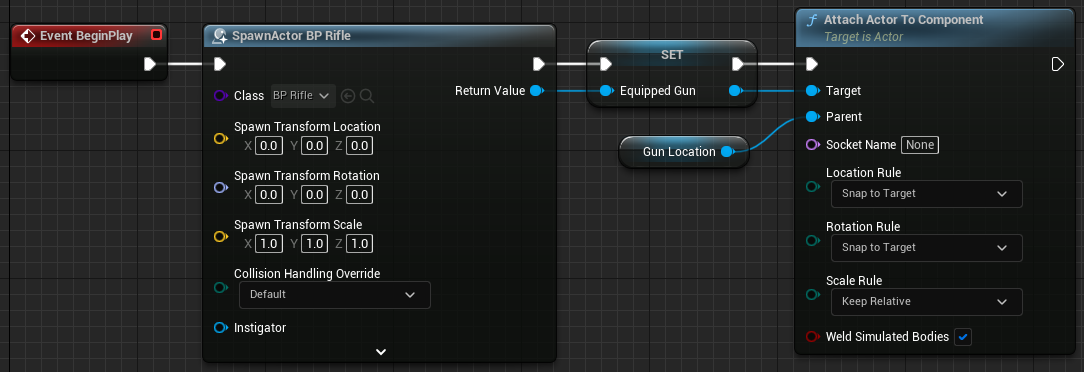 Event BeginPlay
SpawnActor BP Rifle
Class BP Rifle
Return Value
Spawn Transform Location
X 0.0 Y 0.0 Z 0.0
Spawn Transform Rotation
X 0.0 Y 0.0 Z 0.0
Spawn Transform Scale
X 1.0 Y 1.0 Z 1.0
Collision Handling Override
Default
Instigator
SET
Equipped Gun
Gun Location
f Attach Actor To Component
Target is Actor
Target
Parent
Socket Name None
Location Rule
Snap to Target
Rotation Rule
Snap to Target
Scale Rule
Keep Relative
Weld Simulated Bodies